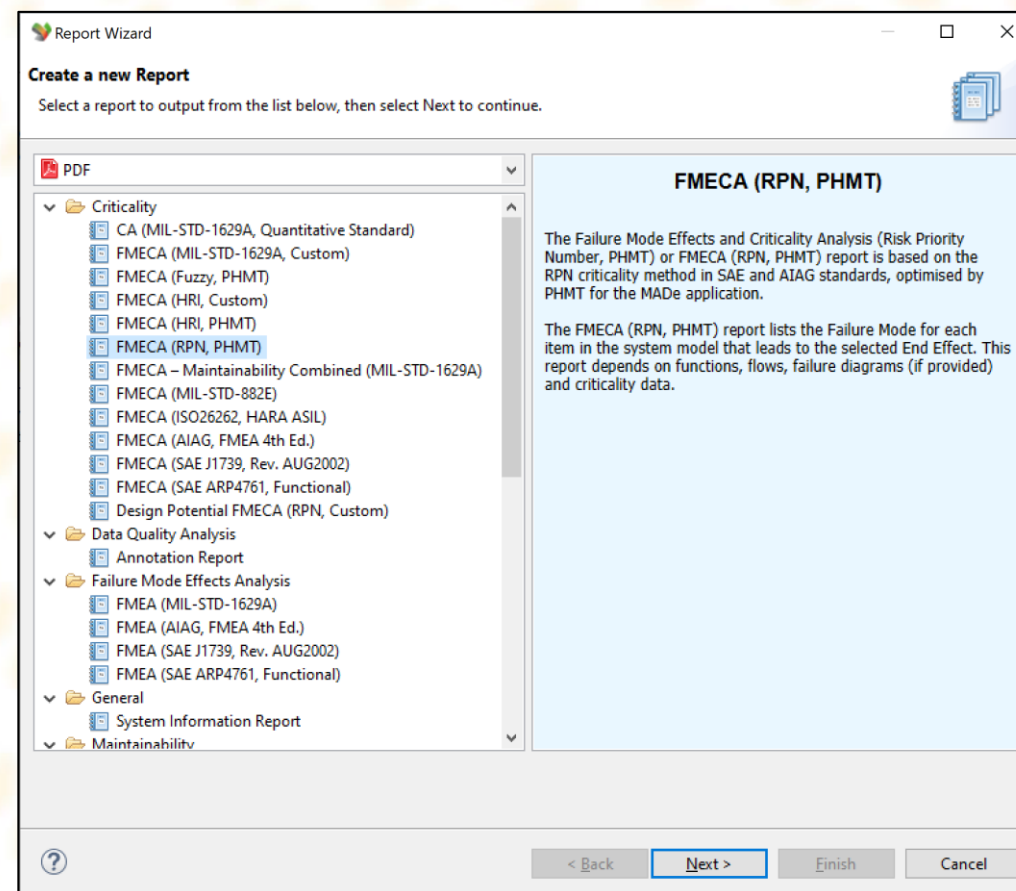 Report Wizard
Create a new Report
Select a report to output from the list below, then select Next to continue.
PDF
Criticality
CA (MIL-STD-1629A, Quantitative Standard)
FMECA (MIL-STD-1629A, Custom)
FMECA (Fuzzy, PHMT)
FMECA (HRI, Custom)
FMECA (HRI, PHMT)
FMECA (RPN, PHMT)
FMECA – Maintainability Combined (MIL-STD-1629A)
FMECA (MIL-STD-882E)
FMECA (ISO26262, HARA ASIL)
FMECA (AIAG, FMEA 4th Ed.)
FMECA (SAE J1739, Rev. AUG2002)
FMECA (SAE ARP4761, Functional)
Design Potential FMECA (RPN, Custom)
Data Quality Analysis
Annotation Report
Failure Mode Effects Analysis
FMEA (MIL-STD-1629A)
FMEA (AIAG, FMEA 4th Ed.)
FMEA (SAE J1739, Rev. AUG2002)
FMEA (SAE ARP4761, Functional)
General
System Information Report
Maintainability
FMECA (RPN, PHMT)
The Failure Mode Effects and Criticality Analysis (Risk Priority
Number, PHMT) or FMECA (RPN, PHMT) report is based on the
RPN criticality method in SAE and AIAG standards, optimised by
PHMT for the MADe application.
The FMECA (RPN, PHMT) report lists the Failure Mode for each
item in the system model that leads to the selected End Effect. This
report depends on functions, flows, failure diagrams (if provided)
and criticality data.
< Back
Next >
Finish
Cancel